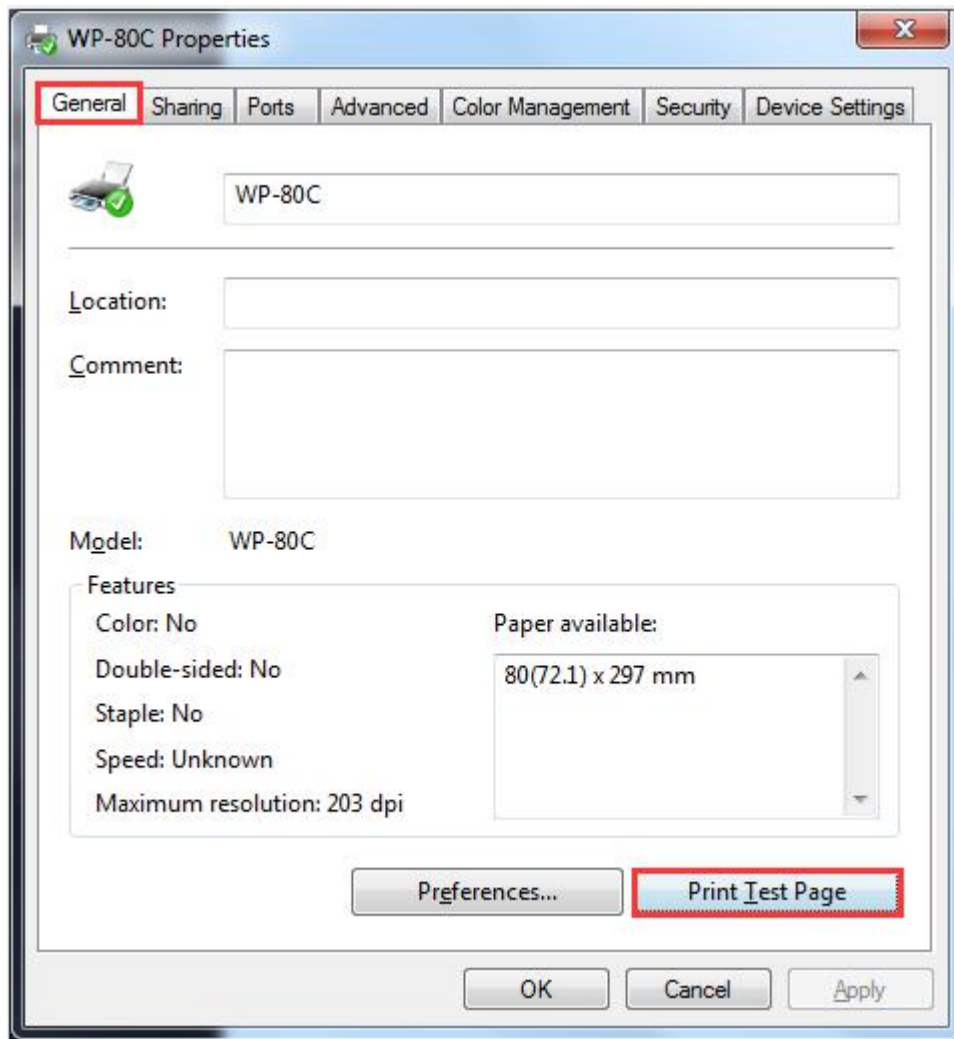 WP-80C Properties
General Sharing Ports Advanced Color Management Security Device Settings
WP-80C
Location:
Comment:
Model: WP-80C
Features
Color: No
Double-sided: No
Staple: No
Speed: Unknown
Maximum resolution: 203 dpi
Paper available:
80(72.1) x 297 mm
Preferences... Print Test Page
OK Cancel Apply